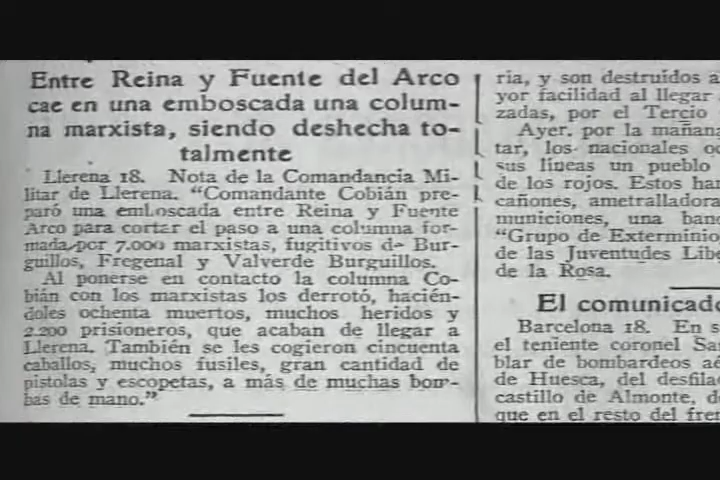 Entre Reina y Fuente del Arco
cae en una emboscada una colum-
na marxista, siendo deshecha to-
talmente
Llerena 18. Nota de la Comandancia Mi-
litar de Llerena. "Comandante Cobián pre-
paró una emboscada entre Reina y Fuente
Arco para cortar el paso a una columna for-
mada por 7.000 marxistas, fugitivos de Bur-
guillos, Fregenal y Valverde Burguillos.
Al ponerse en contacto la columna Co-
bián con los marxistas los derrotó, hacién-
doles ochenta muertos, muchos heridos y
2.200 prisioneros, que acaban de llegar a
Llerena. También se les cogieron cincuenta
caballos, muchos fusiles, gran cantidad de
pistolas y escopetas, a más de muchas bom-
bas de mano."
ria, y son destruidos a
yor facilidad al llegar
zadas, por el Tercio
Ayer, por la mañana
tar, los nacionales oc
sus líneas un pueblo
de los rojos. Estos han
cañones, ametralladora
municiones, una ban
"Grupo de Exterminio
de las Juventudes Libe
de la Rosa.
El comunicado
Barcelona 18. En s
el teniente coronel Sa
blar de bombardeos aé
de Huesca, del desfila
castillo de Almonte, d
que en el resto del fren